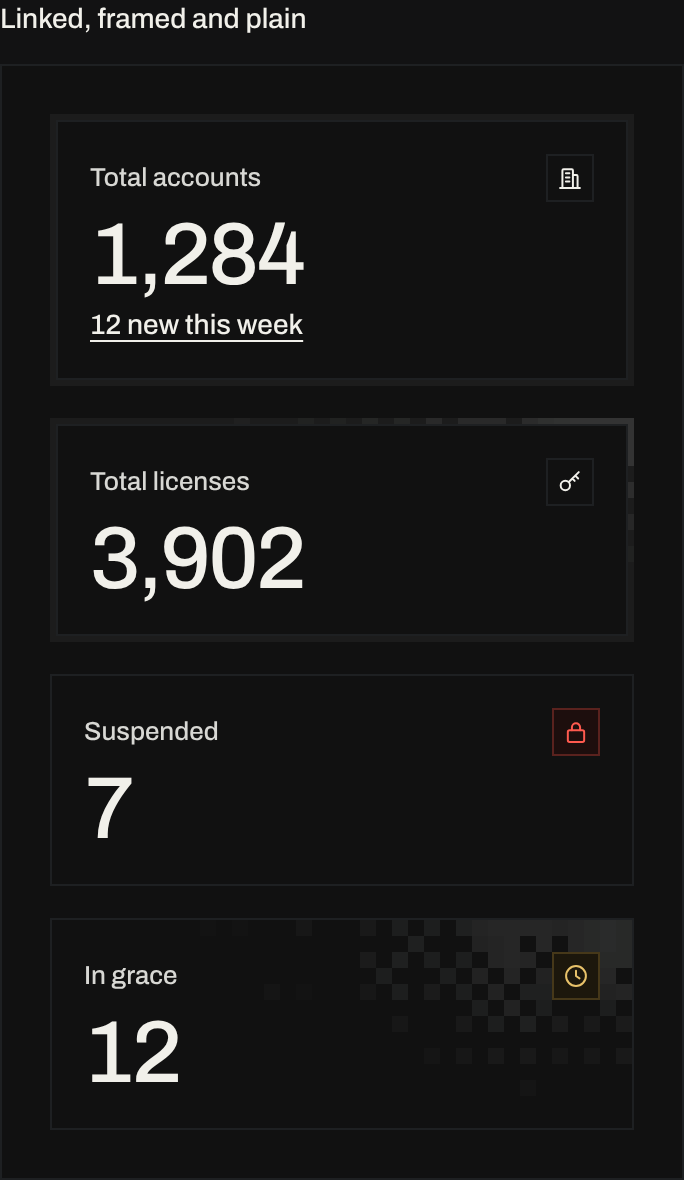 Linked, framed and plain
Total accounts
1,284
12 new this week
Total licenses
3,902
Suspended
7
In grace
12